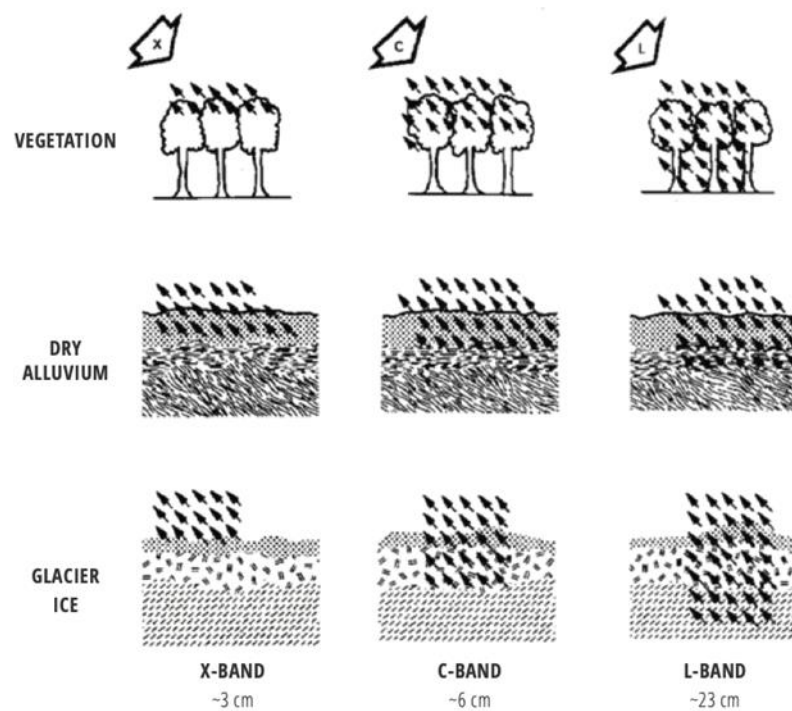 X
C
L
VEGETATION
DRY
ALLUVIUM
GLACIER
ICE
X-BAND
C-BAND
L-BAND
~3 cm
~6 cm
~23 cm